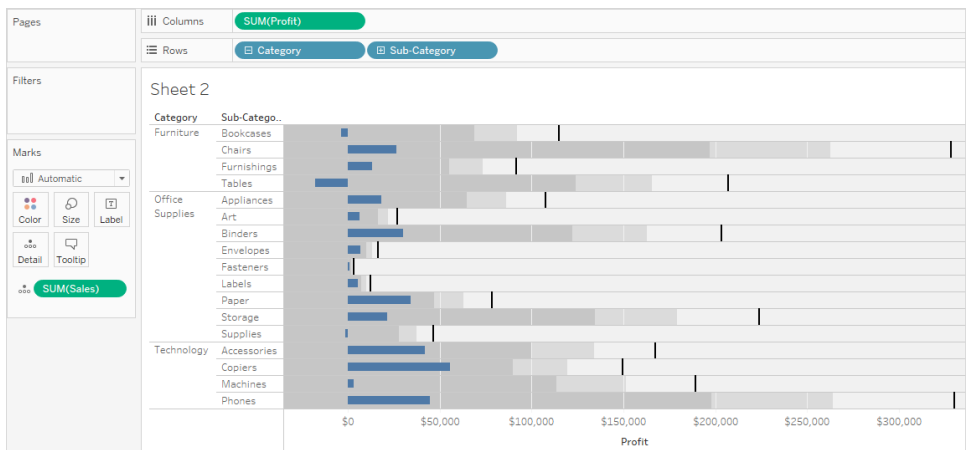 Pages
Columns
SUM(Profit)
Rows
Category
Sub-Category
Filters
Sheet 2
Category
Sub-Catego..
Furniture
Bookcases
Chairs
Furnishings
Tables
Office
Supplies
Appliances
Art
Binders
Envelopes
Fasteners
Labels
Paper
Storage
Supplies
Technology
Accessories
Copiers
Machines
Phones
Marks
Automatic
Color
Size
Label
Detail
Tooltip
SUM(Sales)
$0
$50,000
$100,000
$150,000
$200,000
$250,000
$300,000
Profit